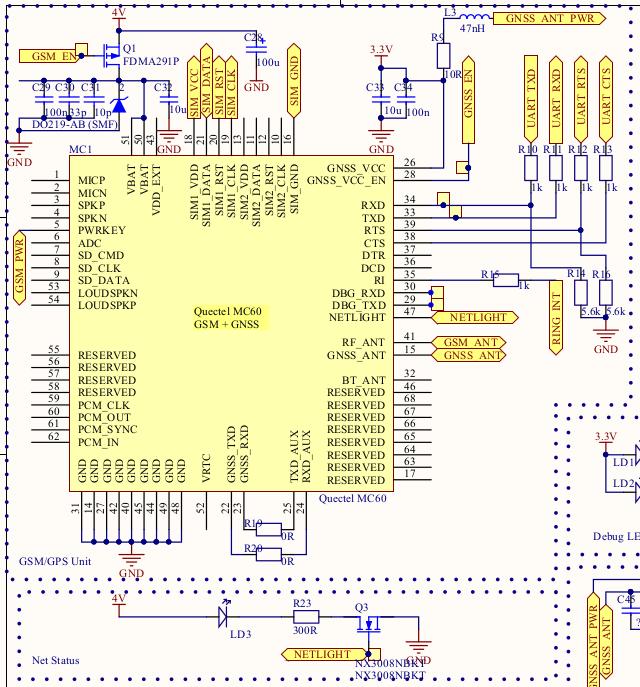 4V
L3
GNSS_ANT_PWR
47nH
GSM_EN
Q1
FDMA291P
C28
100u
GND
3.3V
R9
10R
SIM_VCC
SIM_DATA
SIM_RST
SIM_CLK
SIM_GND
GNSS_EN
UART_TXD
UART_RXD
UART_RTS
UART_CTS
C29
C30
C31
C32
100n
33p
10p
10u
2
DO219-AB (SMF)
GND
GND
C33
C34
10u
100n
GND
R10
R11
R12
R13
1k
1k
1k
1k
MC1
51
50
43
18
21
20
19
13
11
12
10
16
VBAT
VBAT
VDD_EXT
SIM1_VDD
SIM1_DATA
SIM1_RST
SIM1_CLK
SIM2_VDD
SIM2_DATA
SIM2_RST
SIM2_CLK
SIM_GND
1 MICP
2 MICN
3 SPKP
4 SPKN
5 PWRKEY
6 ADC
7 SD_CMD
8 SD_CLK
9 SD_DATA
53 LOUDSPKN
54 LOUDSPKP
GSM_PWR
GNSS_VCC 26
GNSS_VCC_EN 28
RXD 34
TXD 33
RTS 39
CTS 38
DTR 37
DCD 36
RI 35
DBG_RXD 30
DBG_TXD 29
NETLIGHT 47
NETLIGHT
RF_ANT 41
GSM_ANT
GNSS_ANT 15
GNSS_ANT
R15
1k
R14
R16
5.6k
5.6k
GND
RING_INT
Quectel MC60
GSM + GNSS
55 RESERVED
56 RESERVED
57 RESERVED
58 RESERVED
59 PCM_CLK
60 PCM_OUT
61 PCM_SYNC
62 PCM_IN
BT_ANT 32
RESERVED 46
RESERVED 68
RESERVED 67
RESERVED 66
RESERVED 65
RESERVED 64
RESERVED 63
RESERVED 17
GND
GND
GND
GND
GND
GND
GND
GND
GND
VRTC
GNSS_TXD
GNSS_RXD
TXD_AUX
RXD_AUX
31
14
27
42
40
44
45
49
48
52
22
23
25
24
Quectel MC60
R19
0R
R20
0R
GND
GSM/GPS Unit
3.3V
LD1
LD2
Debug LE
4V
LD3
R23
300R
Q3
NETLIGHT
GND
NX3008NBKT
NX3008NBKT
Net Status
GNSS_ANT_PWR
GNSS_ANT
C45